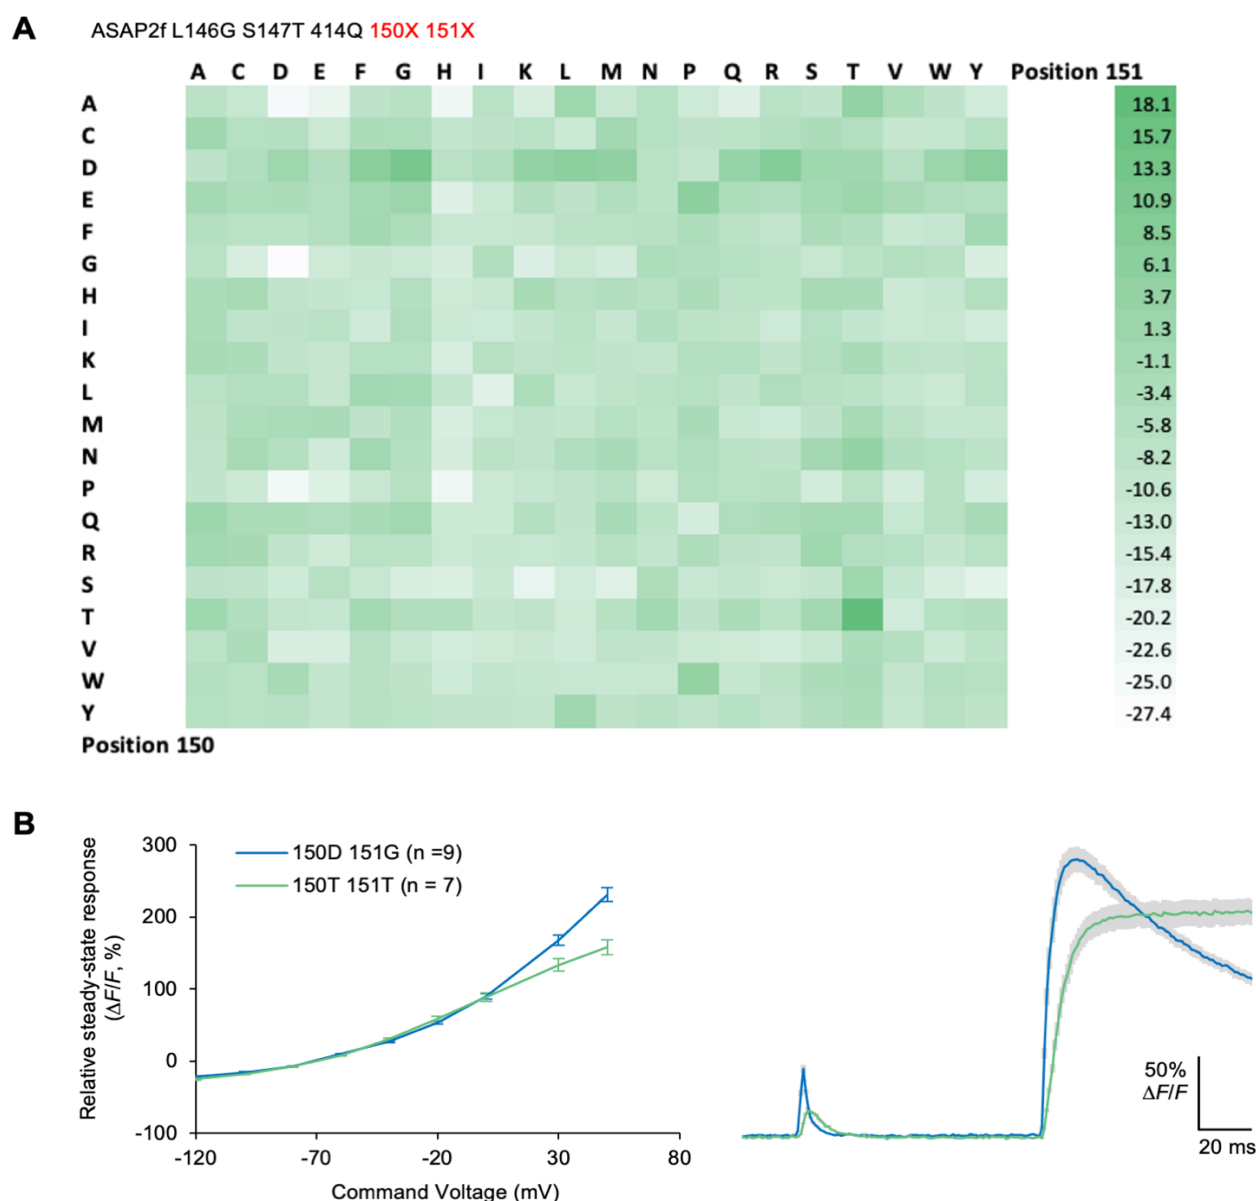 A
ASAP2f L146G S147T 414Q 150X 151X
A C D E F G H I K L M N P Q R S T V W Y Position 151
A 18.1
C 15.7
D 13.3
E 10.9
F 8.5
G 6.1
H 3.7
I 1.3
K -1.1
L -3.4
M -5.8
N -8.2
P -10.6
Q -13.0
R -15.4
S -17.8
T -20.2
V -22.6
W -25.0
Y -27.4
Position 150
B
Relative steady-state response
(ΔF/F, %)
300
200
100
0
-100
-120 -70 -20 30 80
Command Voltage (mV)
150D 151G (n =9)
150T 151T (n = 7)
50%
ΔF/F
20 ms